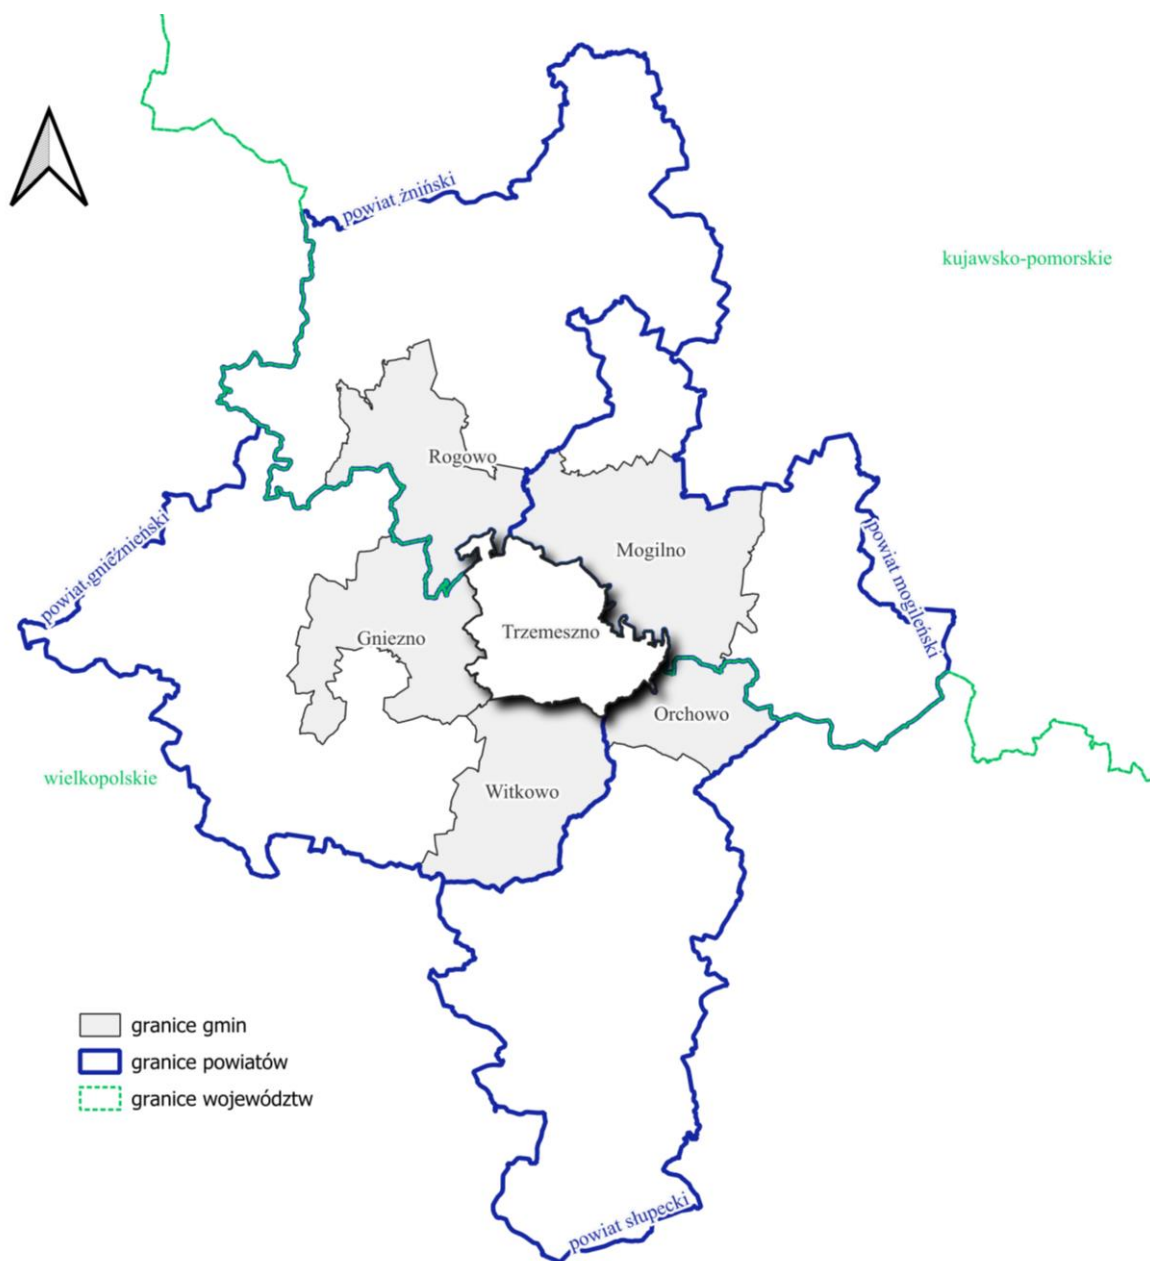 powiat żniński
kujawsko-pomorskie
Rogowo
powiat gnieźnieński
Mogilno
powiat mogileński
Trzemeszno
Gniezno
Orchowo
wielkopolskie
Witkowo
granice gmin
granice powiatów
granice województw
powiat słupecki